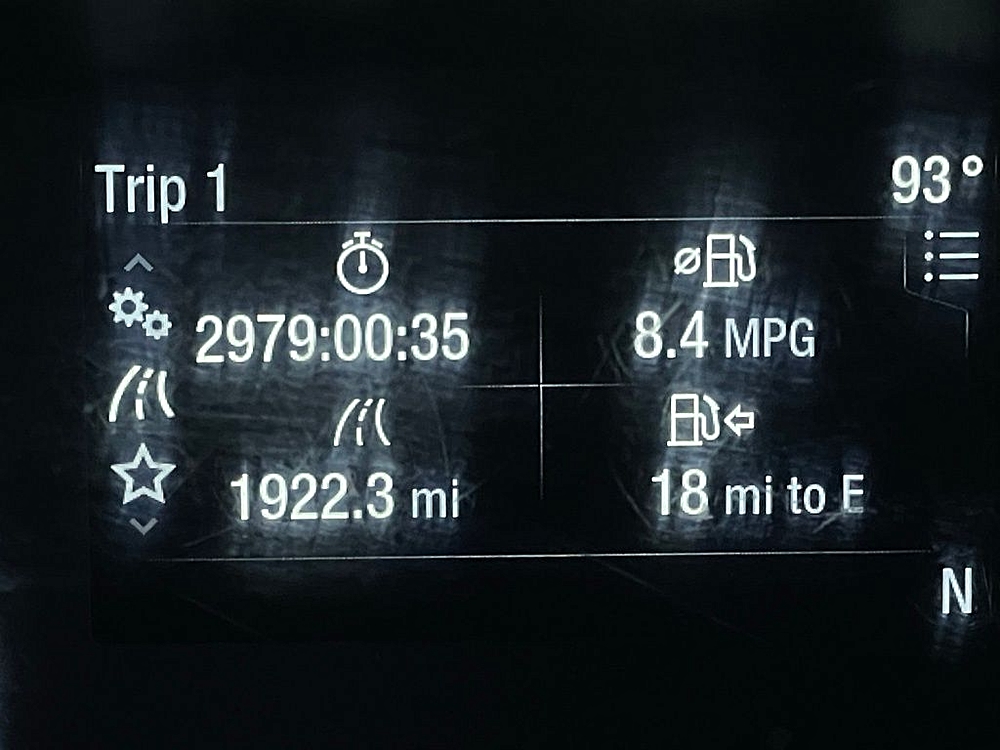 Trip 1
93°
2979:00:35
8.4 MPG
1922.3 mi
18 mi to E
N